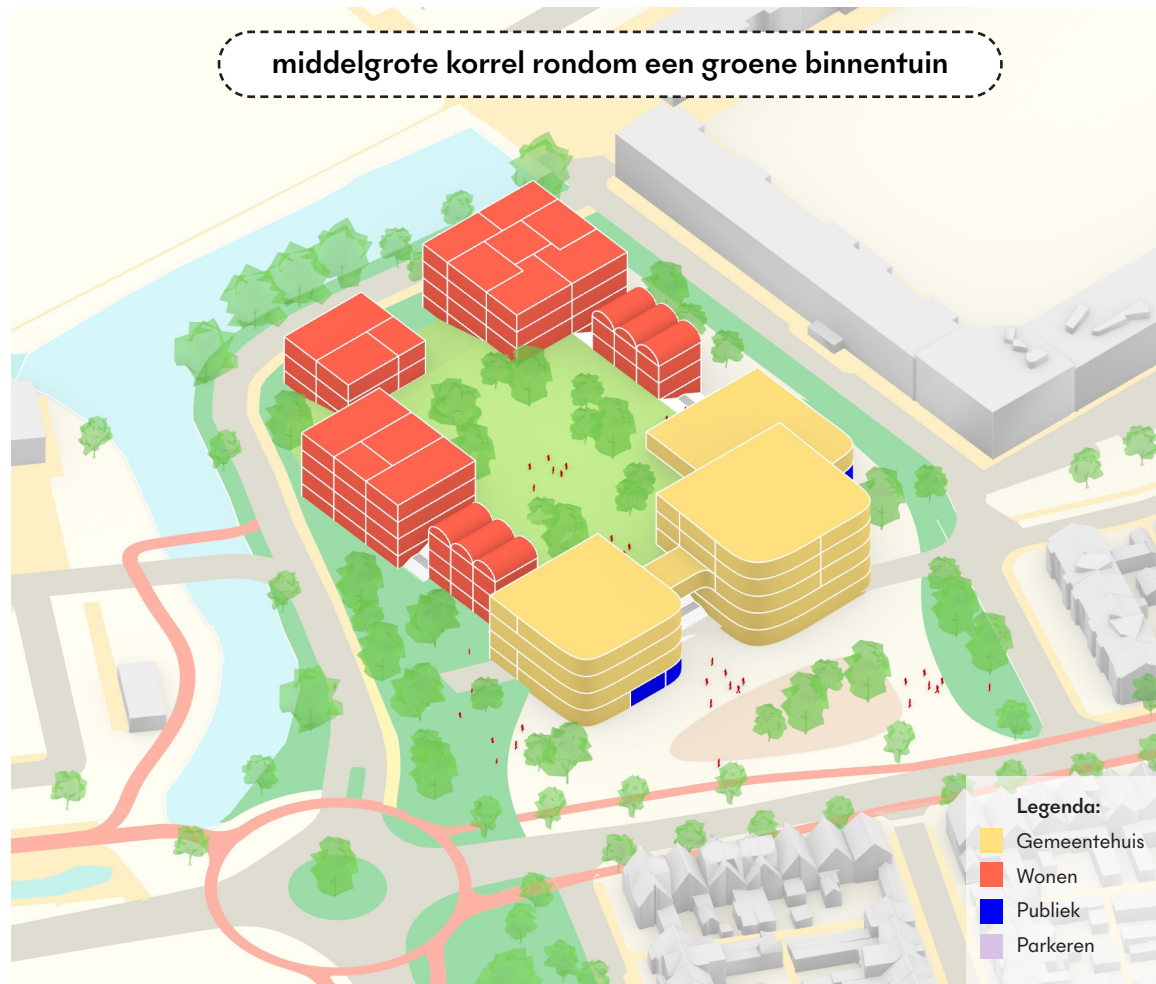 middelgrote korrel rondom een groene binnentuin
Legenda:
Gemeentehuis
Wonen
Publiek
Parkeren